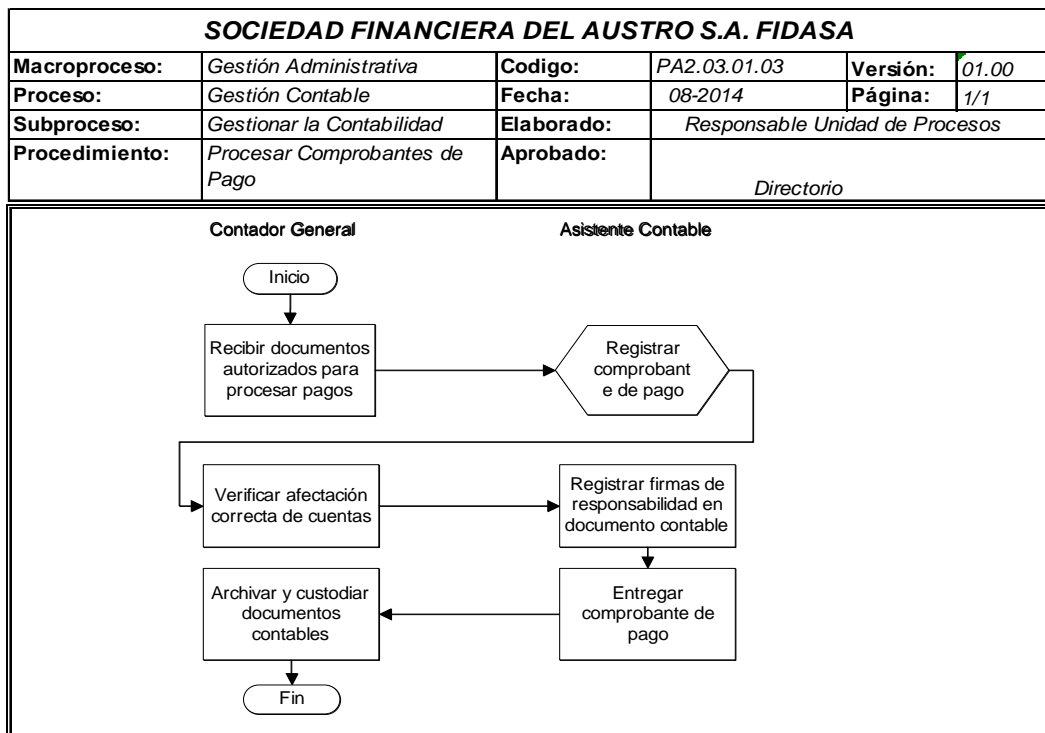 SOCIEDAD FINANCIERA DEL AUSTRO S.A. FIDASA
Macroproceso: Gestión Administrativa Codigo: PA2.03.01.03 Versión: 01.00
Proceso: Gestión Contable Fecha: 08-2014 Página: 1/1
Subproceso: Gestionar la Contabilidad Elaborado: Responsable Unidad de Procesos
Procedimiento: Procesar Comprobantes de Aprobado:
Pago
Directorio
Contador General Asistente Contable
Inicio
Recibir documentos
autorizados para
procesar pagos
Registrar
comprobant
e de pago
Verificar afectación
correcta de cuentas
Registrar firmas de
responsabilidad en
documento contable
Entregar
comprobante de
pago
Archivar y custodiar
documentos
contables
Fin